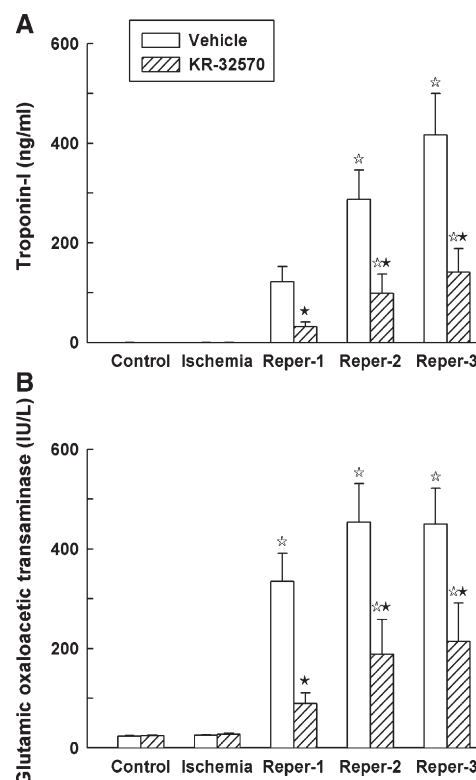 A
600
Vehicle
KR-32570
400
200
0
Troponin-I (ng/ml)
☆
☆
☆★
☆★
★
Control Ischemia Reper-1 Reper-2 Reper-3
B
600
400
200
0
Glutamic oxaloacetic transaminase (IU/L)
☆
☆
☆
☆★
☆★
★
Control Ischemia Reper-1 Reper-2 Reper-3